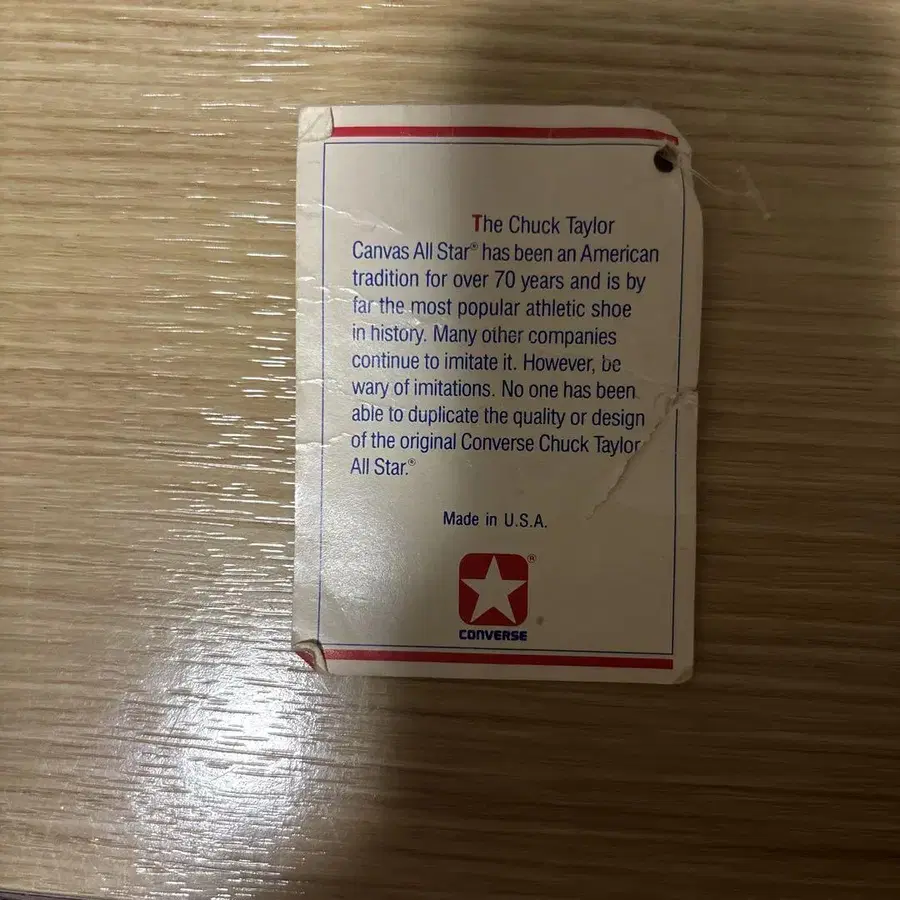 The Chuck Taylor
Canvas All Star® has been an American
tradition for over 70 years and is by
far the most popular athletic shoe
in history. Many other companies
continue to imitate it. However, be
wary of imitations. No one has been
able to duplicate the quality or design
of the original Converse Chuck Taylor
All Star.®
Made in U.S.A.
®
CONVERSE